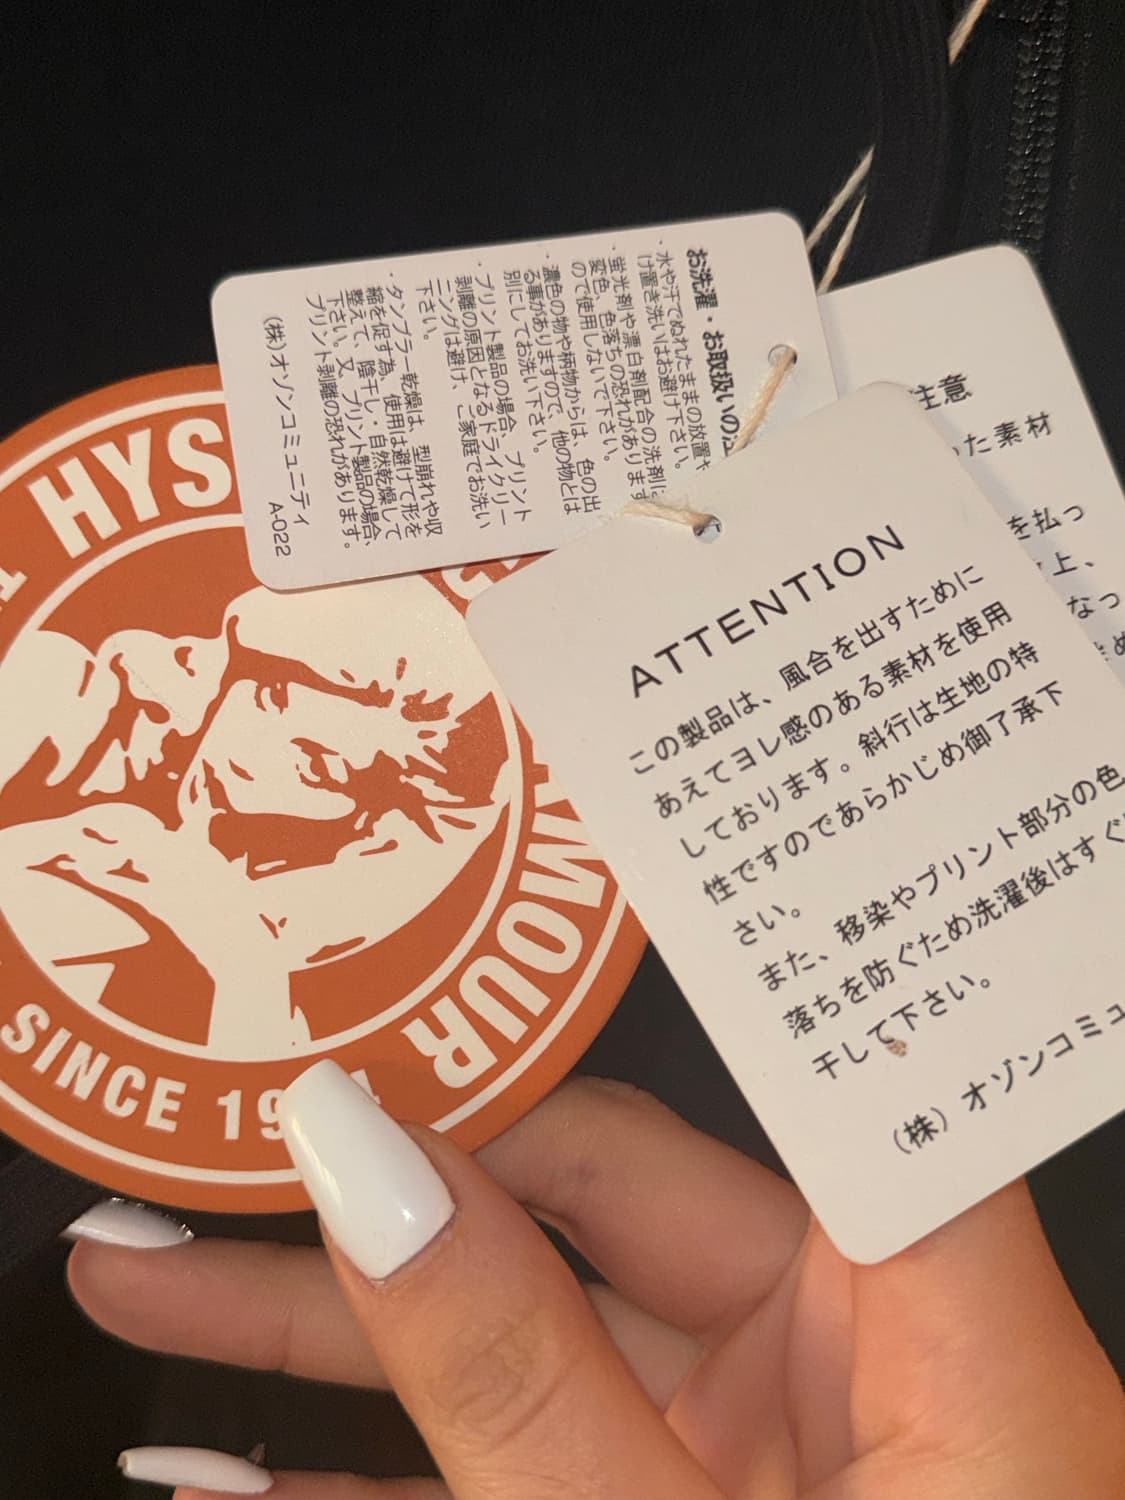 HYS
MOUR
SINCE 19
お洗濯・お取扱いの
・水や汗でぬれたままの放置や
け置き洗いはお避け下さい。
・蛍光剤や漂白剤配合の洗剤は
変色、色落ちの恐れがあります
ので使用しないで下さい。
・濃色の物や柄物からは、色の出
る事がありますので、他の物とは
別にしてお洗い下さい。
・プリント製品の場合、プリント
剥離の原因となるドライクリー
ニングは避け、ご家庭でお洗い
下さい。
・タンブラー乾燥は、型崩れや収
縮を促す為、使用は避けて形を
整えて、陰干し・自然乾燥して
下さい。又、プリント製品の場合、
プリント剥離の恐れがあります。
(株)オゾンコミュニティ
A-022
ATTENTION
この製品は、風合を出すために
あえてヨレ感のある素材を使用
しております。斜行は生地の特
性ですのであらかじめ御了承下
さい。
また、移染やプリント部分の色
落ちを防ぐため洗濯後はすぐ
干して下さい。
(株)オゾンコミュ
注意
た素材
を払っ
上、
なっ